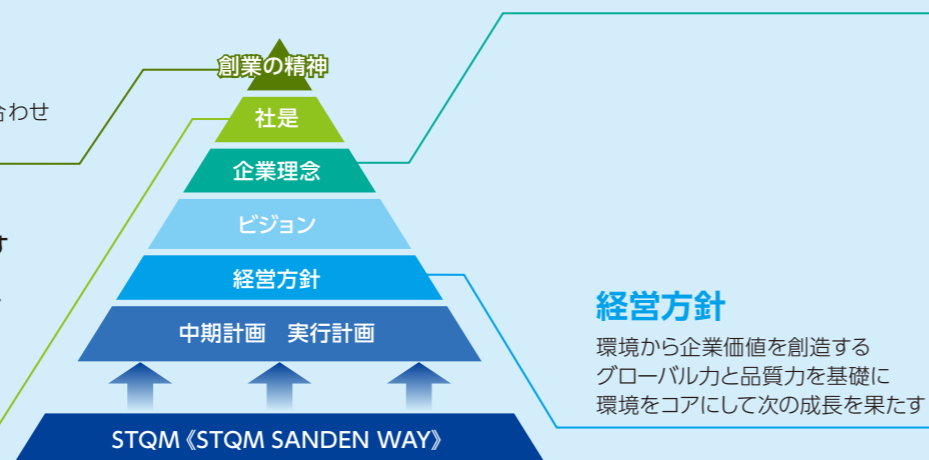 創業の精神
合わせ
社是
企業理念
ビジョン
す
経営方針
中期計画　実行計画
経営方針
環境から企業価値を創造する
グローバル力と品質力を基礎に
環境をコアにして次の成長を果たす
STQM《STQM SANDEN WAY》